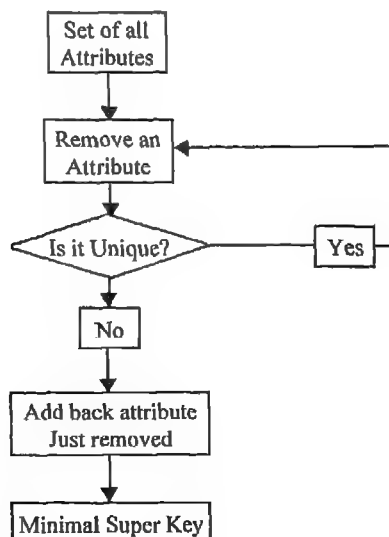 Set of all
Attributes
Remove an
Attribute
Is it Unique?
Yes
No
Add back attribute
Just removed
Minimal Super Key